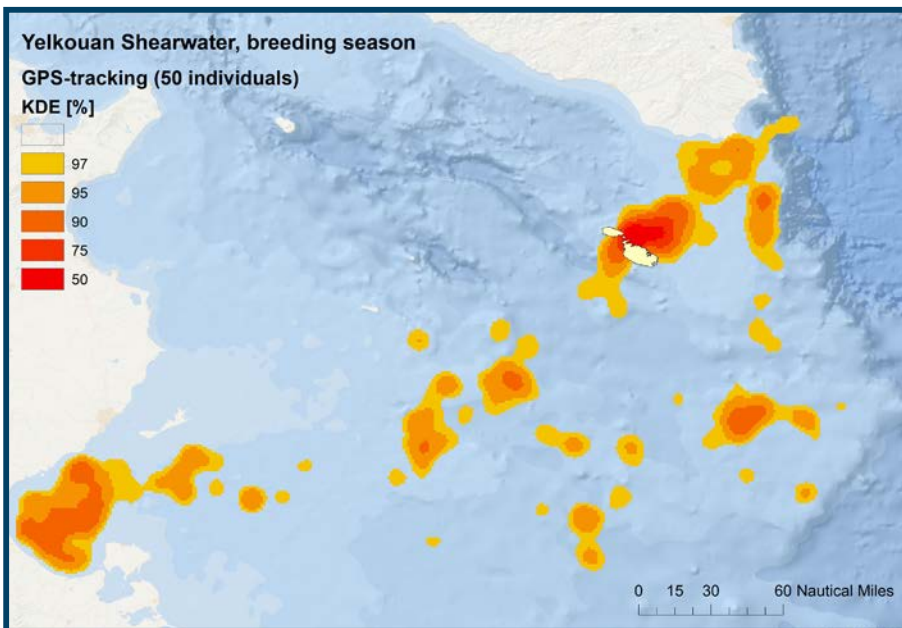 Yelkouan Shearwater, breeding season
GPS-tracking (50 individuals)
KDE [%]
97
95
90
75
50
0 15 30 60 Nautical Miles